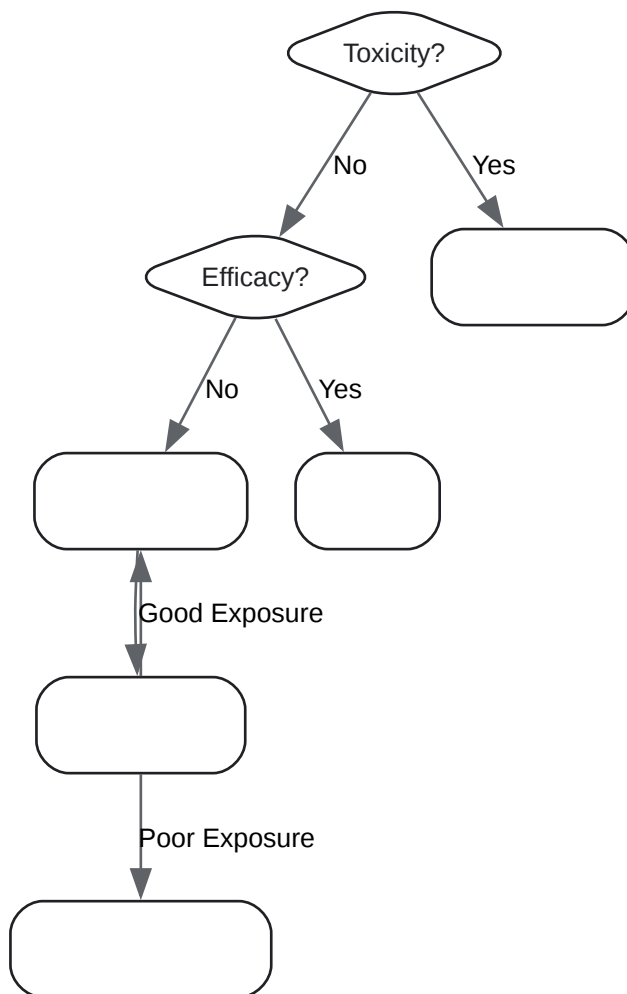 Toxicity?
No
Yes
Efficacy?
No
Yes
Good Exposure
Poor Exposure